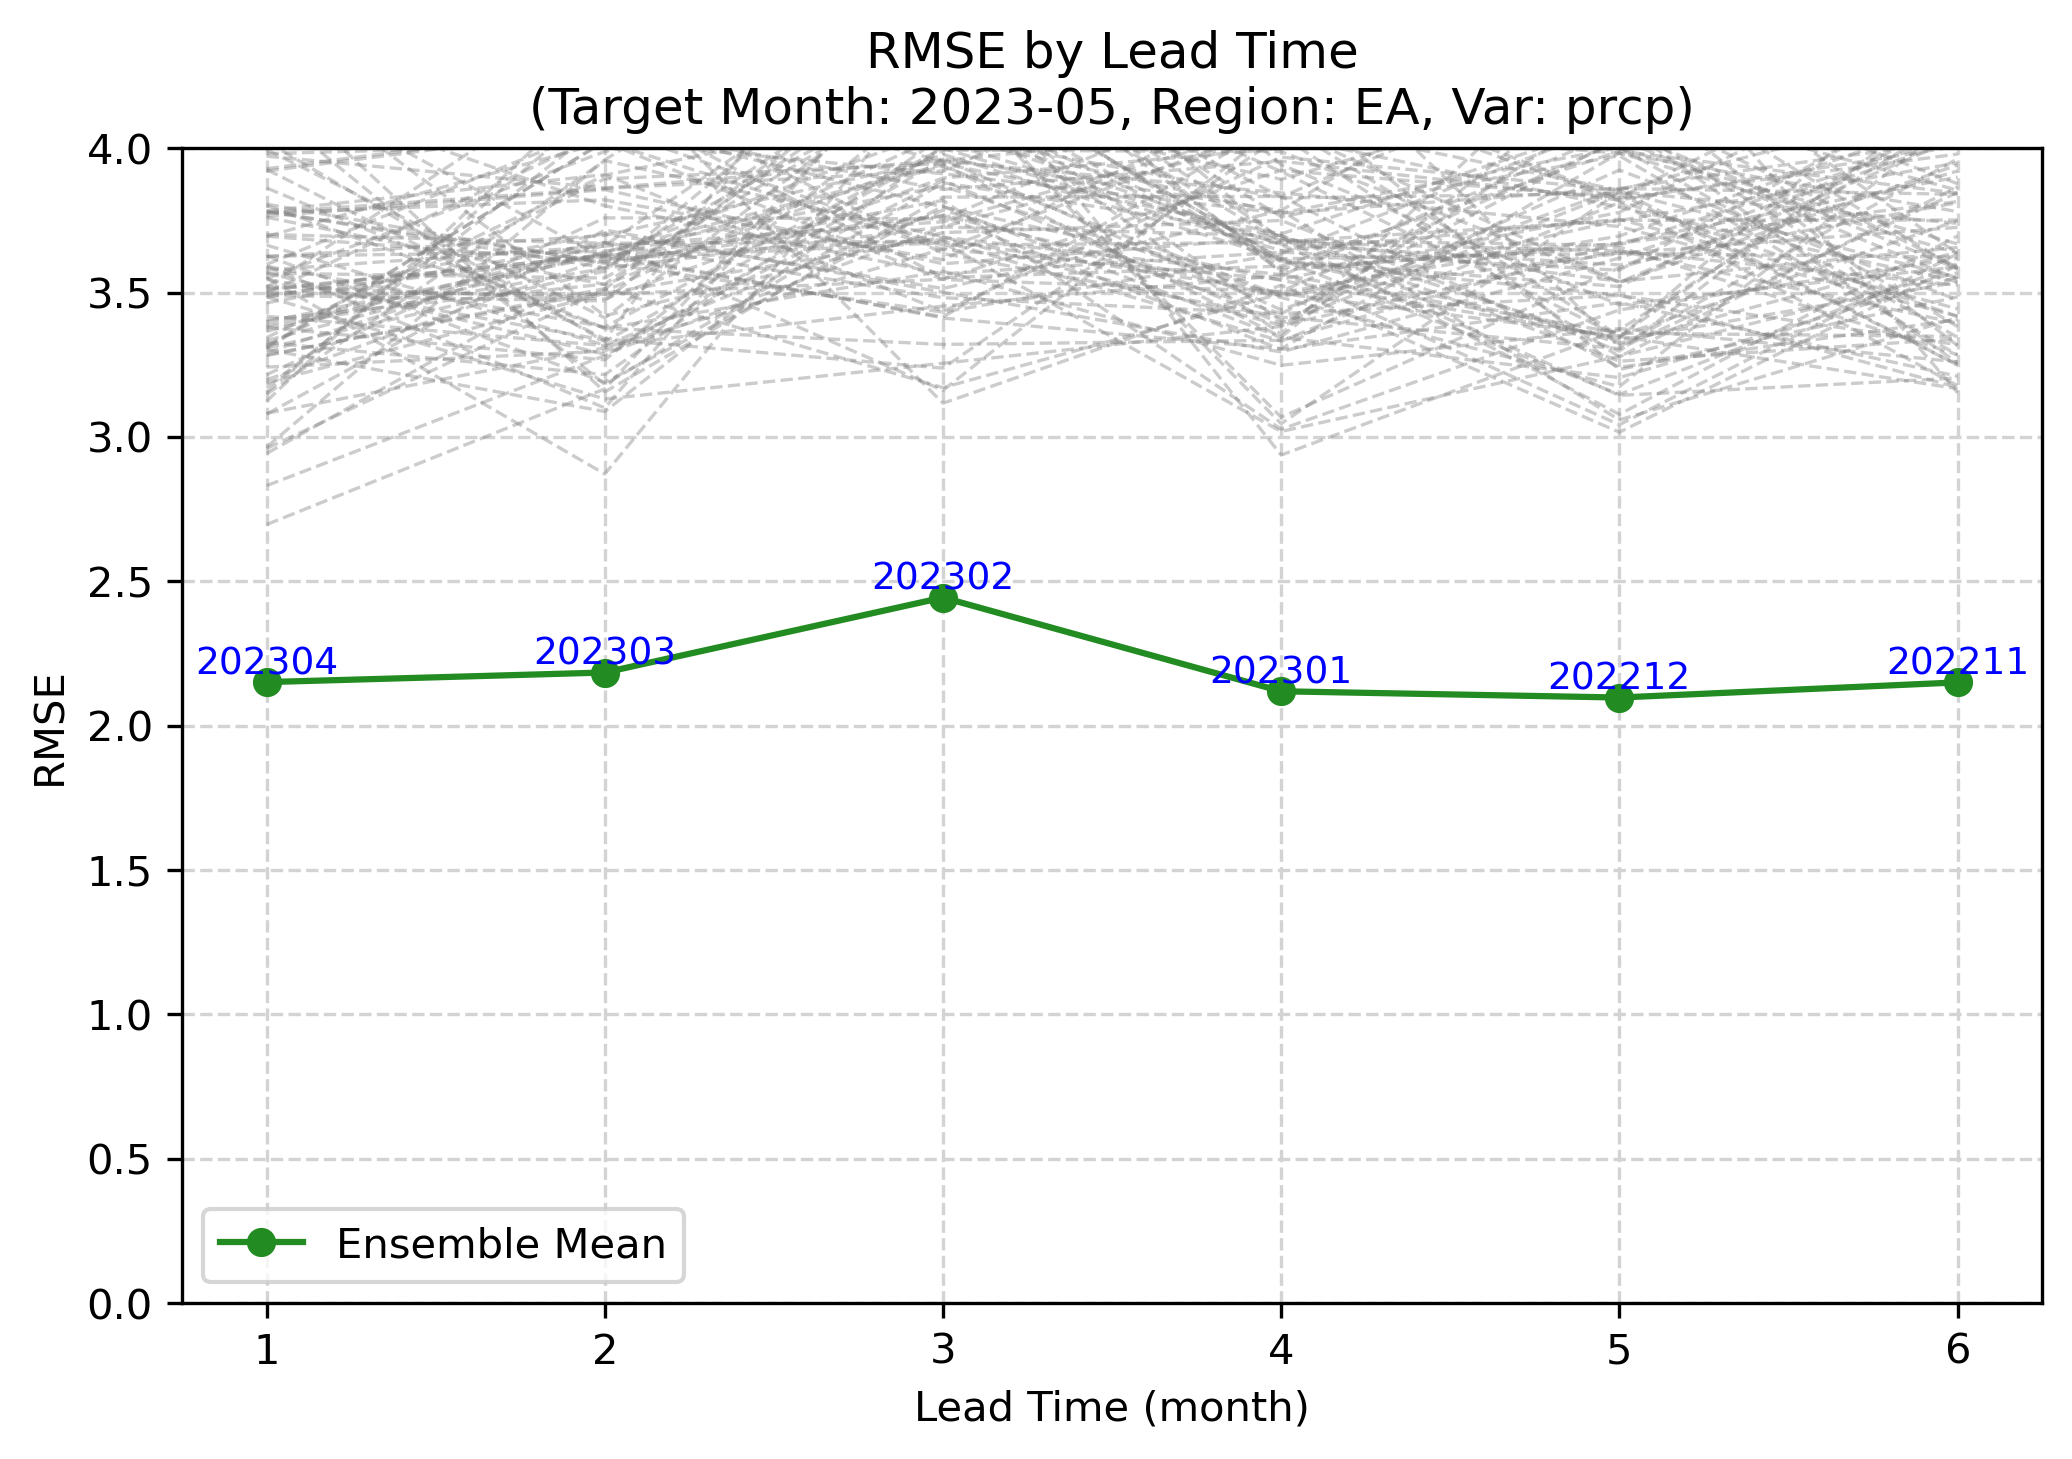 RMSE by Lead Time
(Target Month: 2023-05, Region: EA, Var: prcp)
4.0
3.5
3.0
2.5
2.0
1.5
1.0
0.5
0.0
RMSE
202304
202303
202302
202301
202212
202211
Ensemble Mean
1 2 3 4 5 6
Lead Time (month)